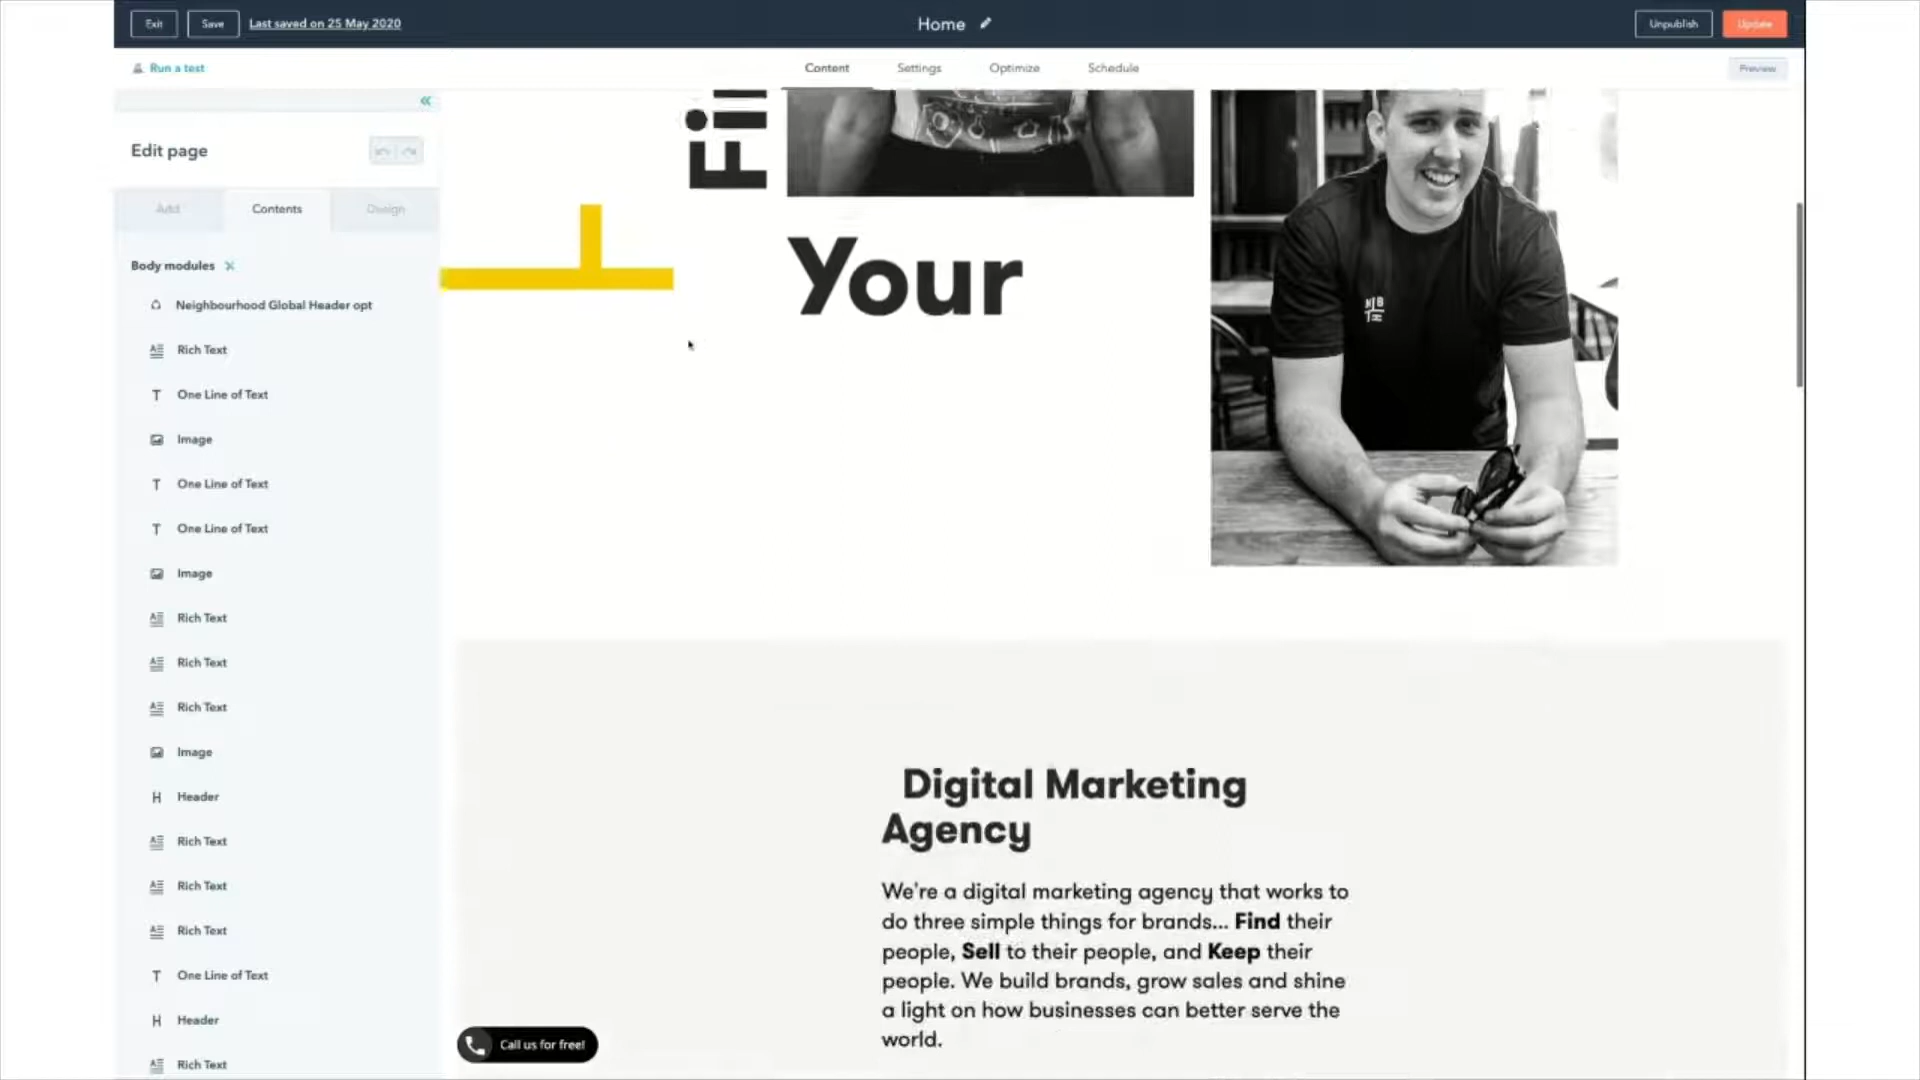 Exit
Save
Last saved on 25 May 2020
Home
Unpublish
Update
Run a test
Content
Settings
Optimize
Schedule
Preview
Edit page
Add
Contents
Design
Body modules
Neighbourhood Global Header opt
Rich Text
One Line of Text
Image
One Line of Text
One Line of Text
Image
Rich Text
Rich Text
Rich Text
Image
Header
Rich Text
Rich Text
Rich Text
One Line of Text
Header
Rich Text
Fi
Your
Digital Marketing
Agency
We're a digital marketing agency that works to
do three simple things for brands... Find their
people, Sell to their people, and Keep their
people. We build brands, grow sales and shine
a light on how businesses can better serve the
world.
Call us for free!